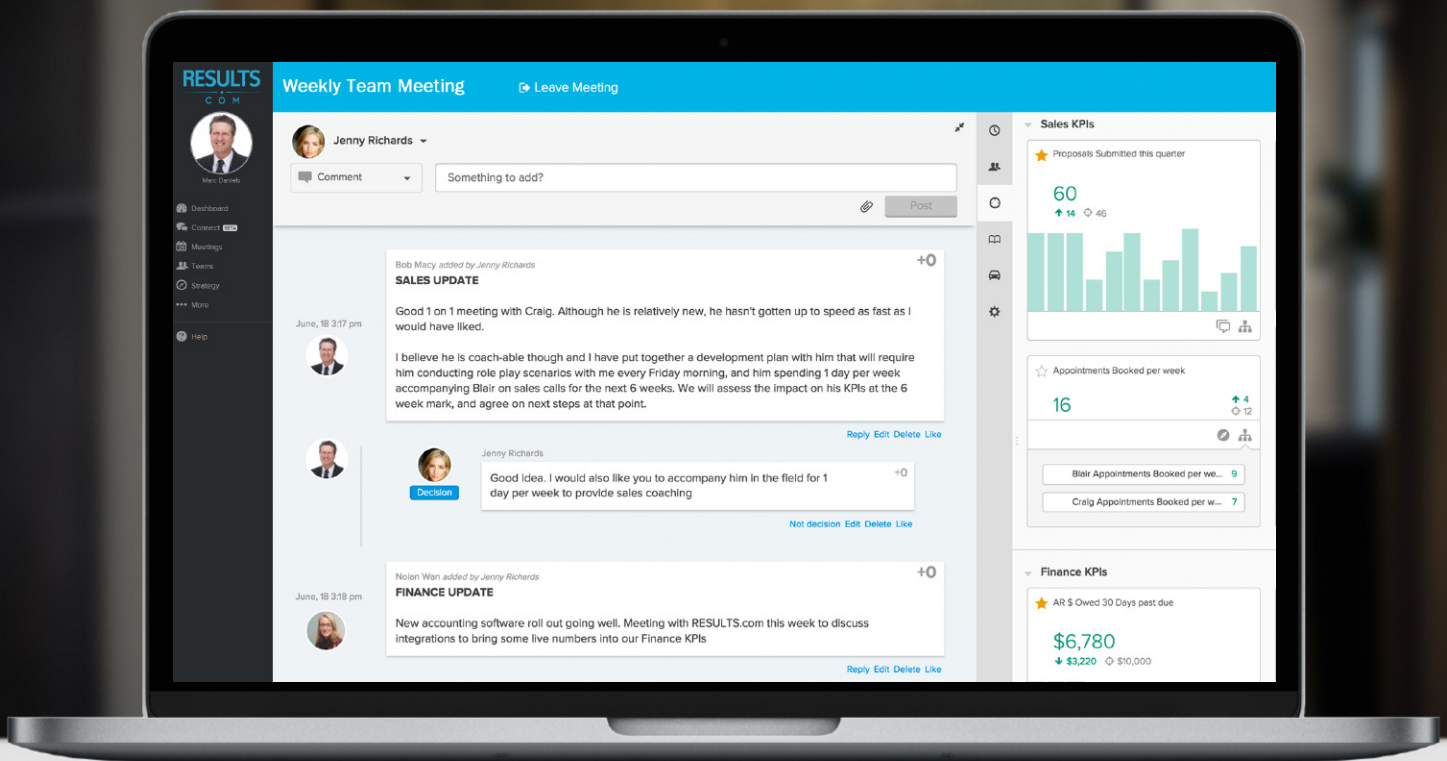 RESULTS
COM
Marc Daniels
Dashboard
Connect BETA
Meetings
Teams
Strategy
More
Help
Weekly Team Meeting
Leave Meeting
Jenny Richards
Comment
Something to add?
Post
June, 18 3:17 pm
Bob Macy added by Jenny Richards
+0
SALES UPDATE
Good 1 on 1 meeting with Craig. Although he is relatively new, he hasn't gotten up to speed as fast as I
would have liked.
I believe he is coach-able though and I have put together a development plan with him that will require
him conducting role play scenarios with me every Friday morning, and him spending 1 day per week
accompanying Blair on sales calls for the next 6 weeks. We will assess the impact on his KPIs at the 6
week mark, and agree on next steps at that point.
Reply Edit Delete Like
Jenny Richards
Decision
Good idea. I would also like you to accompany him in the field for 1
day per week to provide sales coaching
+0
Not decision Edit Delete Like
June, 18 3:18 pm
Nolan Wan added by Jenny Richards
+0
FINANCE UPDATE
New accounting software roll out going well. Meeting with RESULTS.com this week to discuss
integrations to bring some live numbers into our Finance KPIs
Reply Edit Delete Like
Sales KPIs
Proposals Submitted this quarter
60
14 46
Appointments Booked per week
16
4
12
Blair Appointments Booked per we... 9
Craig Appointments Booked per w... 7
Finance KPIs
AR $ Owed 30 Days past due
$6,780
$3,220 $10,000